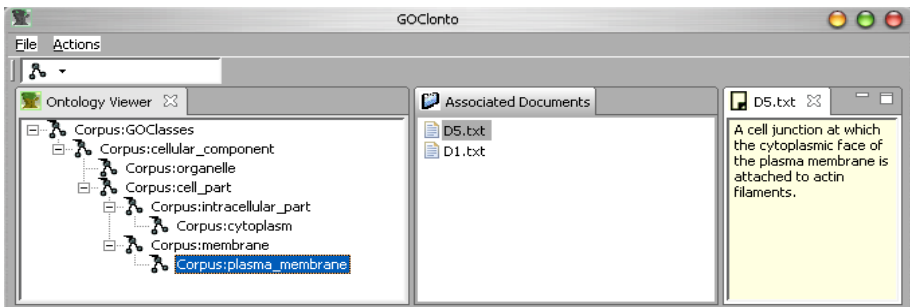 GOClonto
File Actions
Ontology Viewer
Corpus:GOClasses
Corpus:cellular_component
Corpus:organelle
Corpus:cell_part
Corpus:intracellular_part
Corpus:cytoplasm
Corpus:membrane
Corpus:plasma_membrane
Associated Documents
D5.txt
D1.txt
D5.txt
A cell junction at which
the cytoplasmic face of
the plasma membrane is
attached to actin
filaments.